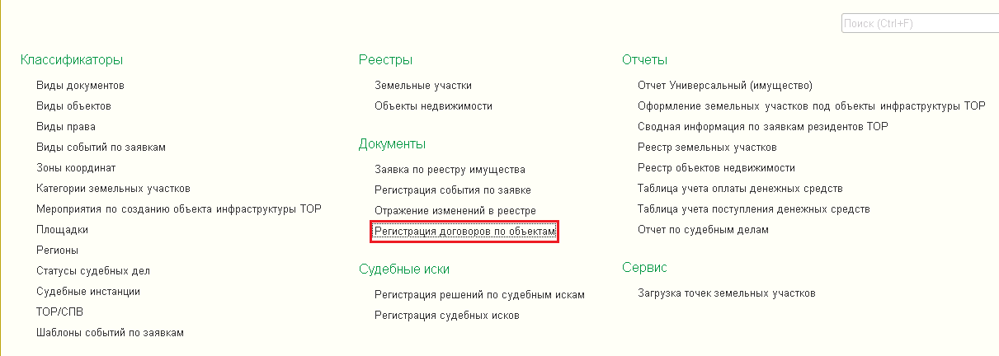 Поиск (Ctrl+F)
Классификаторы
Виды документов
Виды объектов
Виды права
Виды событий по заявкам
Зоны координат
Категории земельных участков
Мероприятия по созданию объекта инфраструктуры ТОР
Площадки
Регионы
Статусы судебных дел
Судебные инстанции
ТОР/СПВ
Шаблоны событий по заявкам
Реестры
Земельные участки
Объекты недвижимости
Документы
Заявка по реестру имущества
Регистрация события по заявке
Отражение изменений в реестре
Регистрация договоров по объектам
Судебные иски
Регистрация решений по судебным искам
Регистрация судебных исков
Отчеты
Отчет Универсальный (имущество)
Оформление земельных участков под объекты инфраструктуры ТОР
Сводная информация по заявкам резидентов ТОР
Реестр земельных участков
Реестр объектов недвижимости
Таблица учета оплаты денежных средств
Таблица учета поступления денежных средств
Отчет по судебным делам
Сервис
Загрузка точек земельных участков